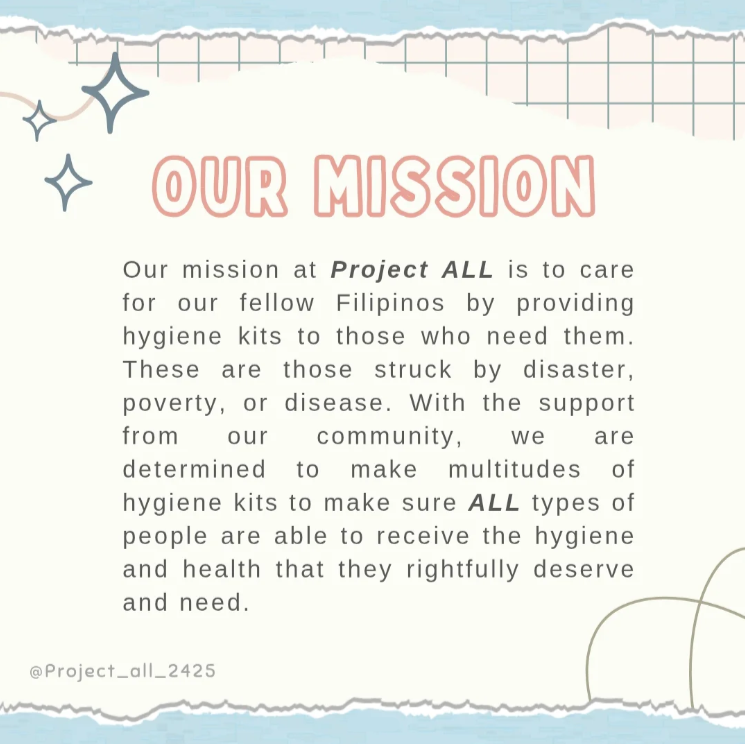 OUR MISSION
Our mission at Project ALL is to care
for our fellow Filipinos by providing
hygiene kits to those who need them.
These are those struck by disaster,
poverty, or disease. With the support
from our community, we are
determined to make multitudes of
hygiene kits to make sure ALL types of
people are able to receive the hygiene
and health that they rightfully deserve
and need.
@Project_all_2425